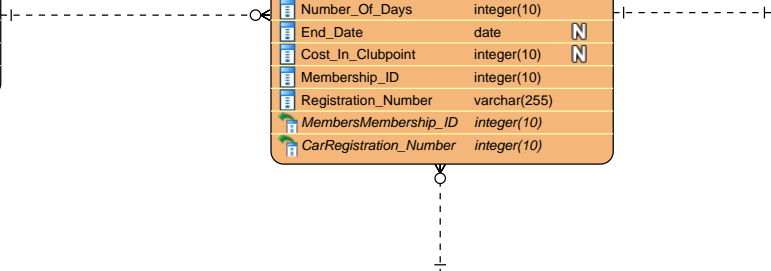 Number_Of_Days integer(10)
End_Date date N
Cost_In_Clubpoint integer(10) N
Membership_ID integer(10)
Registration_Number varchar(255)
MembersMembership_ID integer(10)
CarRegistration_Number integer(10)